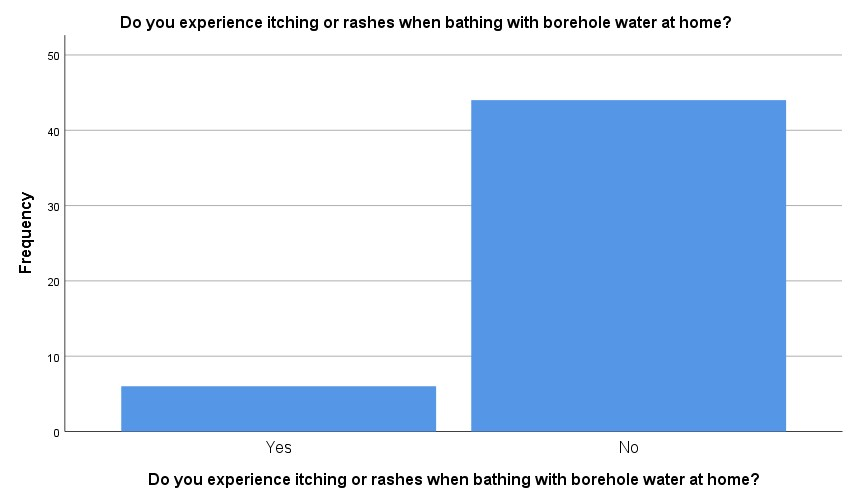 Do you experience itching or rashes when bathing with borehole water at home?
50
40
30
20
10
0
Frequency
Yes No
Do you experience itching or rashes when bathing with borehole water at home?